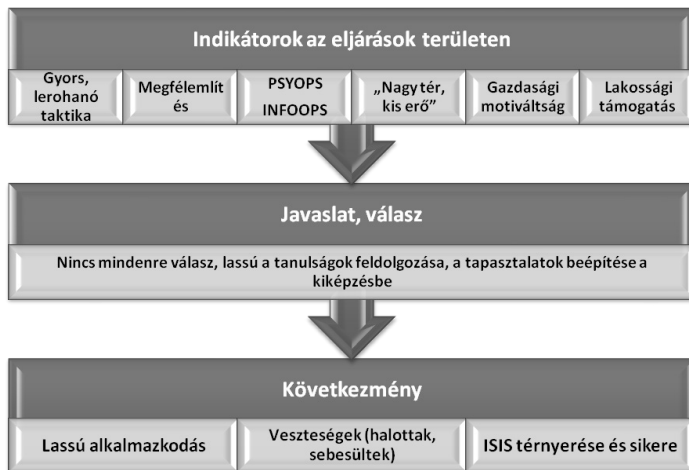 Indikátorok az eljárások területen
Gyors,
lerohanó
taktika
Megfélemlít
és
PSYOPS
INFOOPS
„Nagy tér,
kis erő”
Gazdasági
motiváltság
Lakossági
támogatás
Javaslat, válasz
Nincs mindenre válasz, lassú a tanulságok feldolgozása, a tapasztalatok beépítése a
kiképzésbe
Következmény
Lassú alkalmazkodás
Veszteségek (halottak,
sebesültek)
ISIS térnyerése és sikere